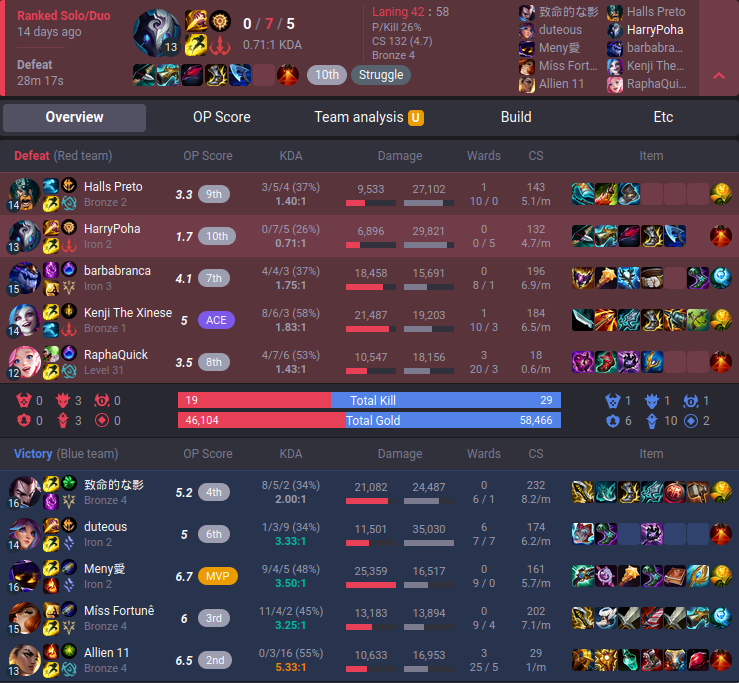 Ranked Solo/Duo
14 days ago
Defeat
28m 17s
13
0 / 7 / 5
0.71:1 KDA
10th Struggle
Laning 42 : 58
P/Kill 26%
CS 132 (4.7)
Bronze 4
致命的な影 Halls Preto
duteous HarryPoha
Meny愛 barbabra...
Míss Fort... Kenji The...
Allien 11 RaphaQui...
Overview OP Score Team analysis U Build Etc
Defeat (Red team) OP Score KDA Damage Wards CS Item
14 Halls Preto 3/5/4 (37%) 9,533 27,102 1 143
Bronze 2 3.3 9th 1.40:1 10 / 0 5.1/m
13 HarryPoha 0/7/5 (26%) 6,896 29,821 0 132
Iron 2 1.7 10th 0.71:1 0 / 5 4.7/m
15 barbabranca 4/4/3 (37%) 18,458 15,691 0 196
Iron 3 4.1 7th 1.75:1 8 / 1 6.9/m
14 Kenji The Xinese 8/6/3 (58%) 21,487 19,203 1 184
Bronze 1 5 ACE 1.83:1 10 / 3 6.5/m
12 RaphaQuick 4/7/6 (53%) 10,547 18,156 3 18
Level 31 3.5 8th 1.43:1 20 / 3 0.6/m
0 3 0 19 Total Kill 29 1 1 1
0 3 0 46,104 Total Gold 58,466 6 10 2
Victory (Blue team) OP Score KDA Damage Wards CS Item
16 致命的な影 8/5/2 (34%) 21,082 24,487 0 232
Bronze 4 5.2 4th 2.00:1 6 / 1 8.2/m
14 duteous 1/3/9 (34%) 11,501 35,030 6 174
Iron 2 5 6th 3.33:1 7 / 7 6.2/m
16 Meny愛 9/4/5 (48%) 25,359 16,517 0 161
Iron 2 6.7 MVP 3.50:1 9 / 0 5.7/m
15 Míss Fortunê 11/4/2 (45%) 13,183 13,894 0 202
Bronze 4 6 3rd 3.25:1 9 / 4 7.1/m
13 Allien 11 0/3/16 (55%) 10,633 16,953 3 29
Bronze 4 6.5 2nd 5.33:1 25 / 5 1/m